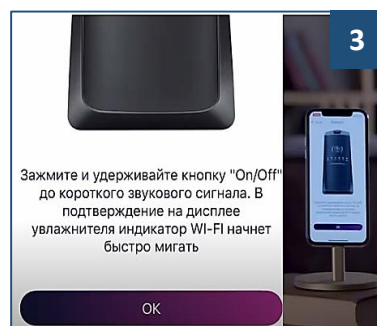 3
Зажмите и удерживайте кнопку "On/Off"
до короткого звукового сигнала. В
подтверждение на дисплее
увлажнителя индикатор WI-FI начнет
быстро мигать
OK